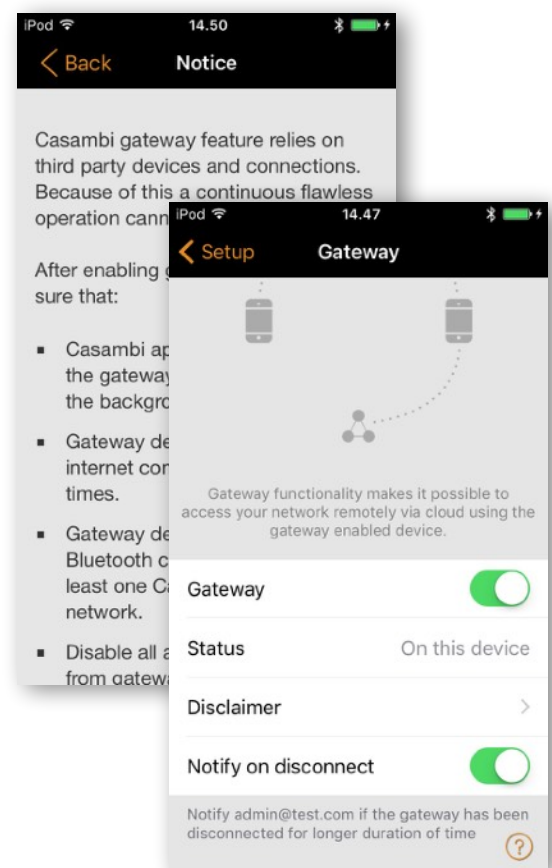 iPod 14.50
Back Notice
Casambi gateway feature relies on
third party devices and connections.
Because of this a continuous flawless
operation cann
After enabling
sure that:
▪ Casambi ap
the gateway
the backgro
▪ Gateway de
internet con
times.
▪ Gateway de
Bluetooth c
least one Ca
network.
▪ Disable all a
from gatew
iPod 14.47
Setup Gateway
Gateway functionality makes it possible to
access your network remotely via cloud using the
gateway enabled device.
Gateway
Status On this device
Disclaimer
Notify on disconnect
Notify admin@test.com if the gateway has been
disconnected for longer duration of time
?